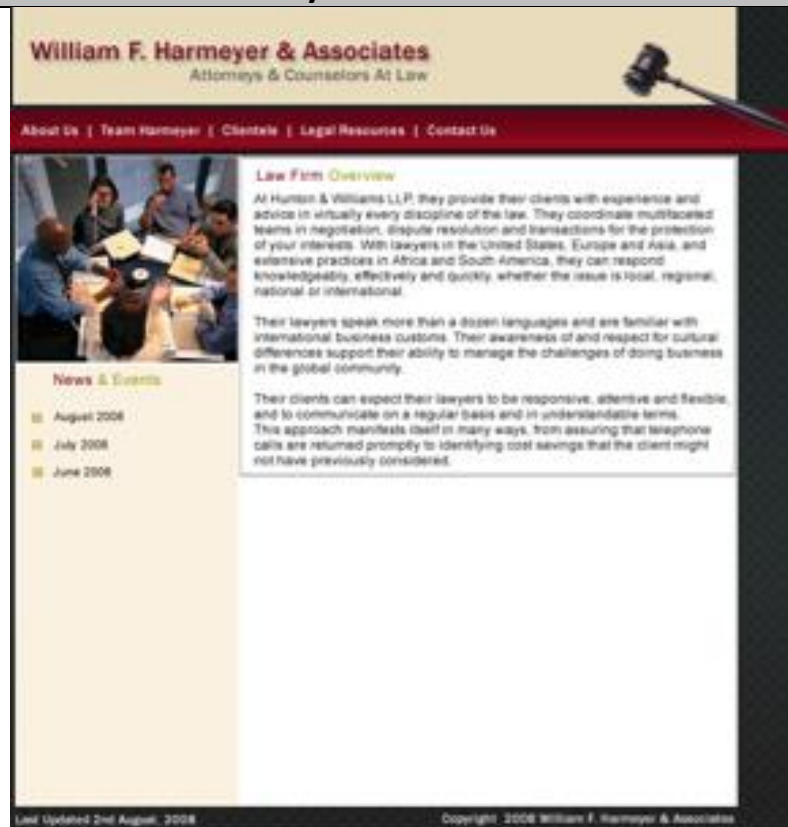 William F. Harmeyer & Associates
Attorneys & Counselors At Law
About Us | Team Harmeyer | Clientele | Legal Resources | Contact Us
Law Firm Overview
At Hunton & Williams LLP, they provide their clients with experience and
advice in virtually every discipline of the law. They coordinate multifaceted
teams in negotiation, dispute resolution and transactions for the protection
of your interests. With lawyers in the United States, Europe and Asia, and
extensive practices in Africa and South America, they can respond
knowledgeably, effectively and quickly, whether the issue is local, regional,
national or international.
Their lawyers speak more than a dozen languages and are familiar with
international business customs. Their awareness of and respect for cultural
differences support their ability to manage the challenges of doing business
in the global community.
Their clients can expect their lawyers to be responsive, attentive and flexible,
and to communicate on a regular basis and in understandable terms.
This approach manifests itself in many ways, from assuring that telephone
calls are returned promptly to identifying cost savings that the client might
not have previously considered.
News & Events
August 2008
July 2008
June 2008
Last Updated 2nd August, 2008
Copyright 2008 William F. Harmeyer & Associates